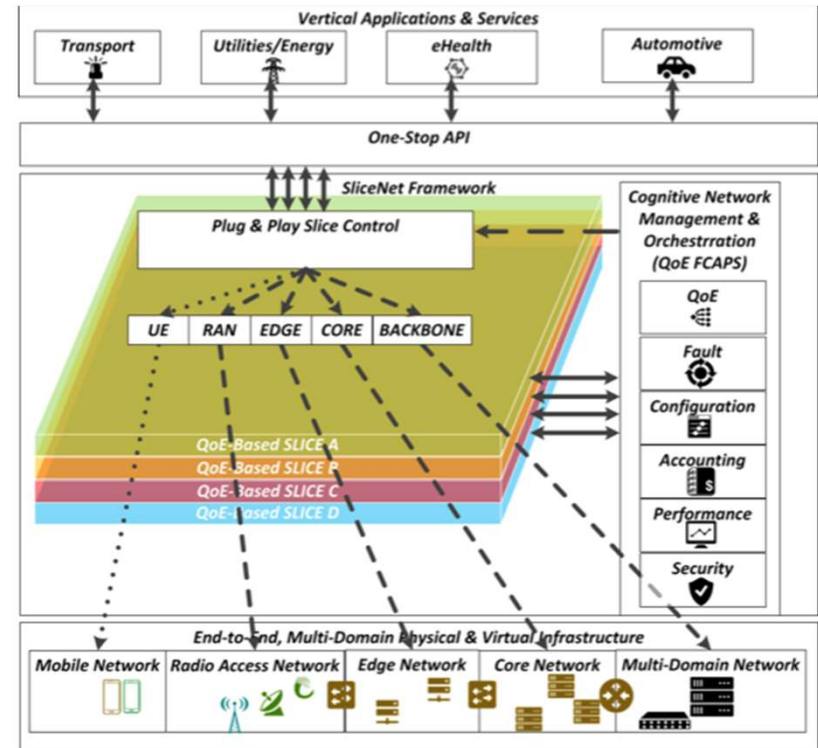 Vertical Applications & Services
Transport
Utilities/Energy
eHealth
Automotive
One-Stop API
SliceNet Framework
Plug & Play Slice Control
Cognitive Network
Management &
Orchestrration
(QoE FCAPS)
UE
RAN
EDGE
CORE
BACKBONE
QoE
Fault
Configuration
Accounting
$
Performance
Security
QoE-Based SLICE A
QoE-Based SLICE B
QoE-Based SLICE C
QoE-Based SLICE D
End-to-End, Multi-Domain Physical & Virtual Infrastructure
Mobile Network
Radio Access Network
Edge Network
Core Network
Multi-Domain Network